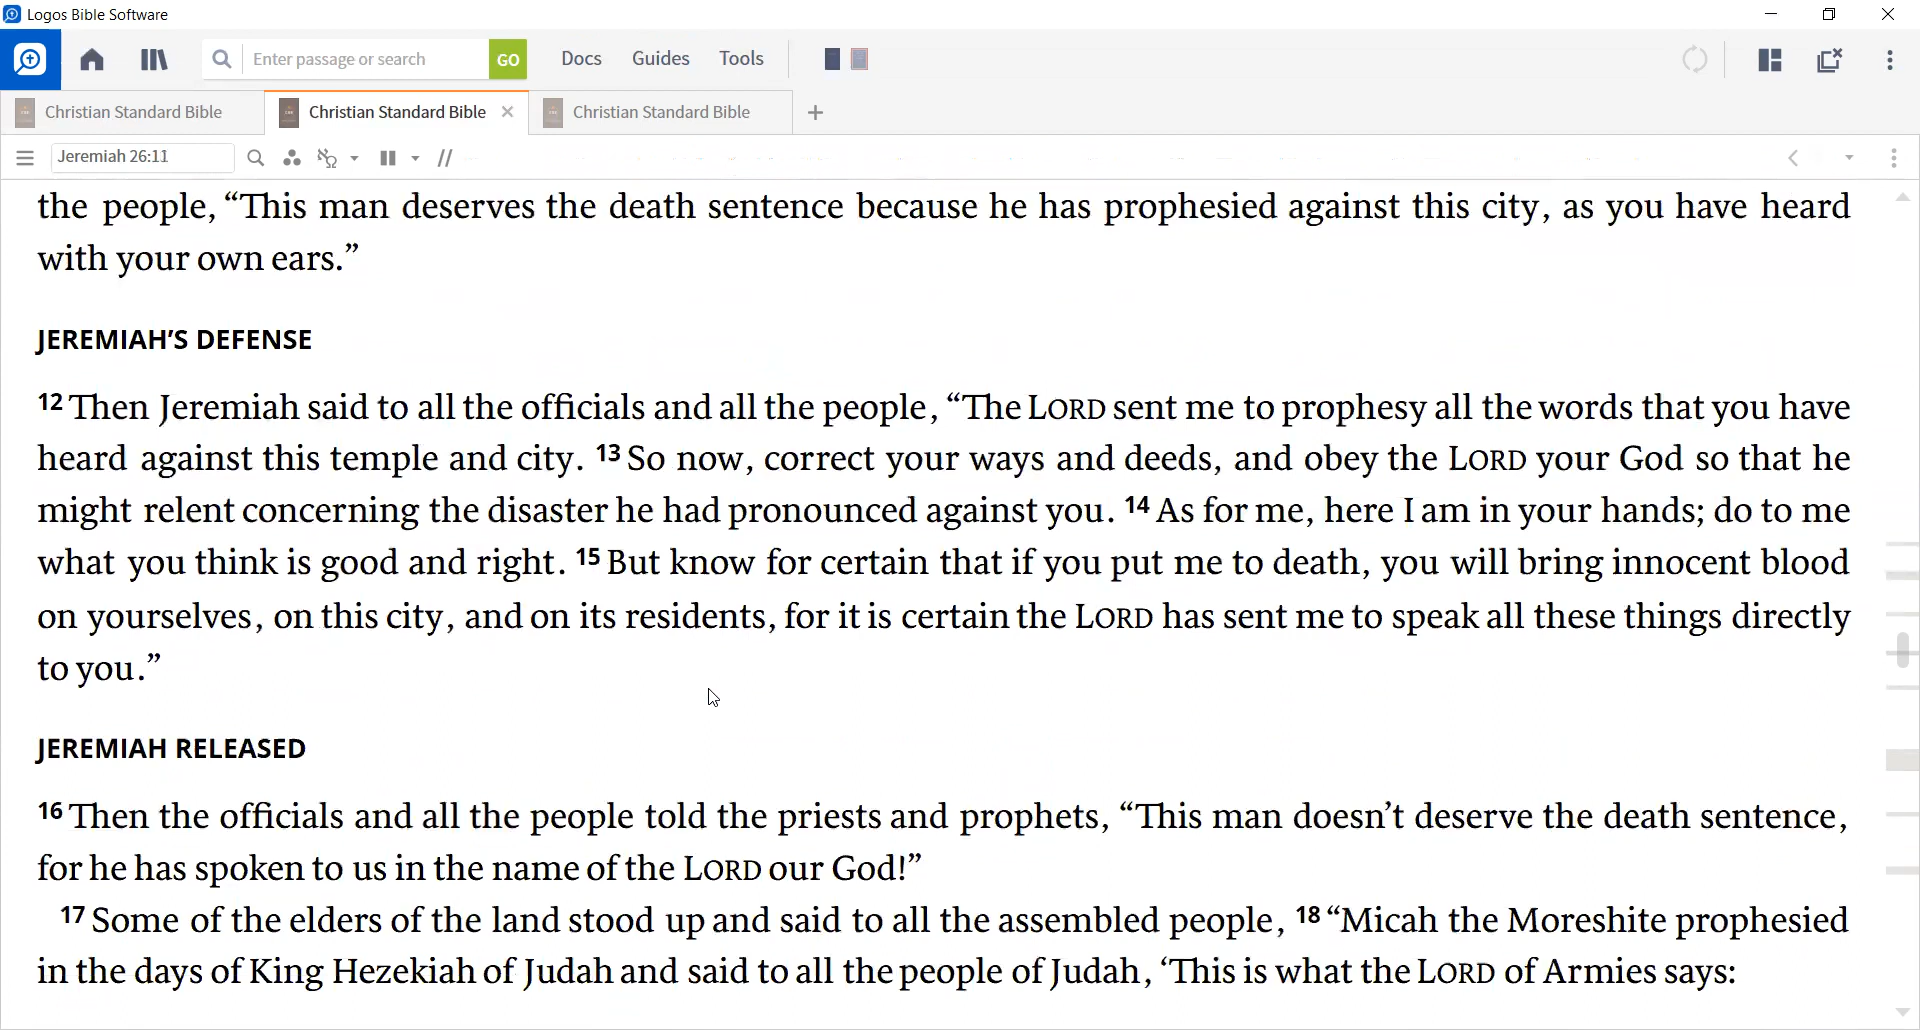 Logos Bible Software
Enter passage or search
GO
Docs
Guides
Tools
Christian Standard Bible
Christian Standard Bible
Christian Standard Bible
Jeremiah 26:11
the people, “This man deserves the death sentence because he has prophesied against this city, as you have heard
with your own ears.”
JEREMIAH’S DEFENSE
12 Then Jeremiah said to all the officials and all the people, “The LORD sent me to prophesy all the words that you have
heard against this temple and city. 13 So now, correct your ways and deeds, and obey the LORD your God so that he
might relent concerning the disaster he had pronounced against you. 14 As for me, here I am in your hands; do to me
what you think is good and right. 15 But know for certain that if you put me to death, you will bring innocent blood
on yourselves, on this city, and on its residents, for it is certain the LORD has sent me to speak all these things directly
to you.”
JEREMIAH RELEASED
16 Then the officials and all the people told the priests and prophets, “This man doesn’t deserve the death sentence,
for he has spoken to us in the name of the LORD our God!”
17 Some of the elders of the land stood up and said to all the assembled people, 18 “Micah the Moreshite prophesied
in the days of King Hezekiah of Judah and said to all the people of Judah, ‘This is what the LORD of Armies says: